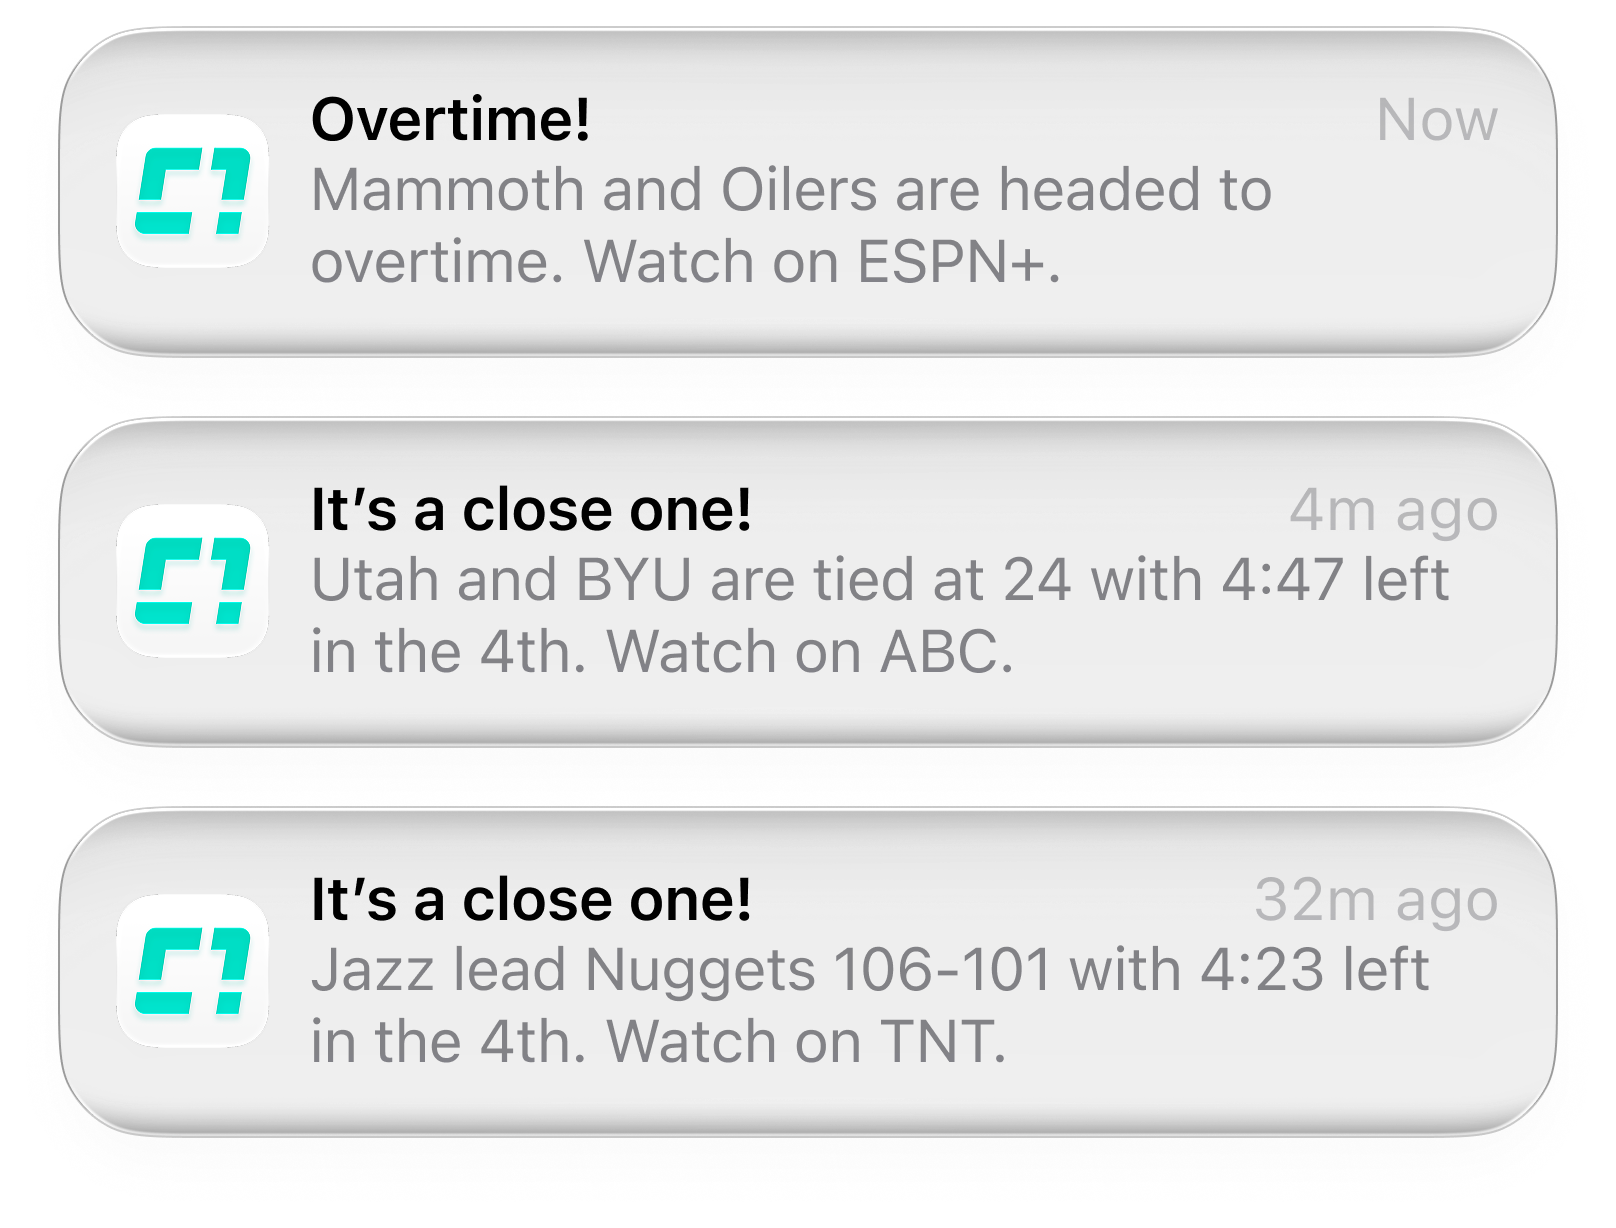 Overtime!
Now
Mammoth and Oilers are headed to
overtime. Watch on ESPN+.
It’s a close one!
4m ago
Utah and BYU are tied at 24 with 4:47 left
in the 4th. Watch on ABC.
It’s a close one!
32m ago
Jazz lead Nuggets 106-101 with 4:23 left
in the 4th. Watch on TNT.